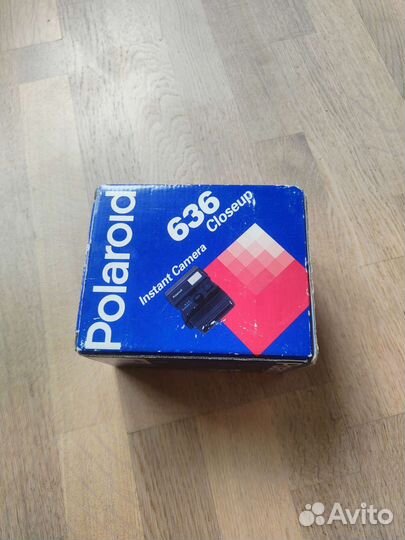 Polaroid
636
Closeup
Instant Camera
Avito